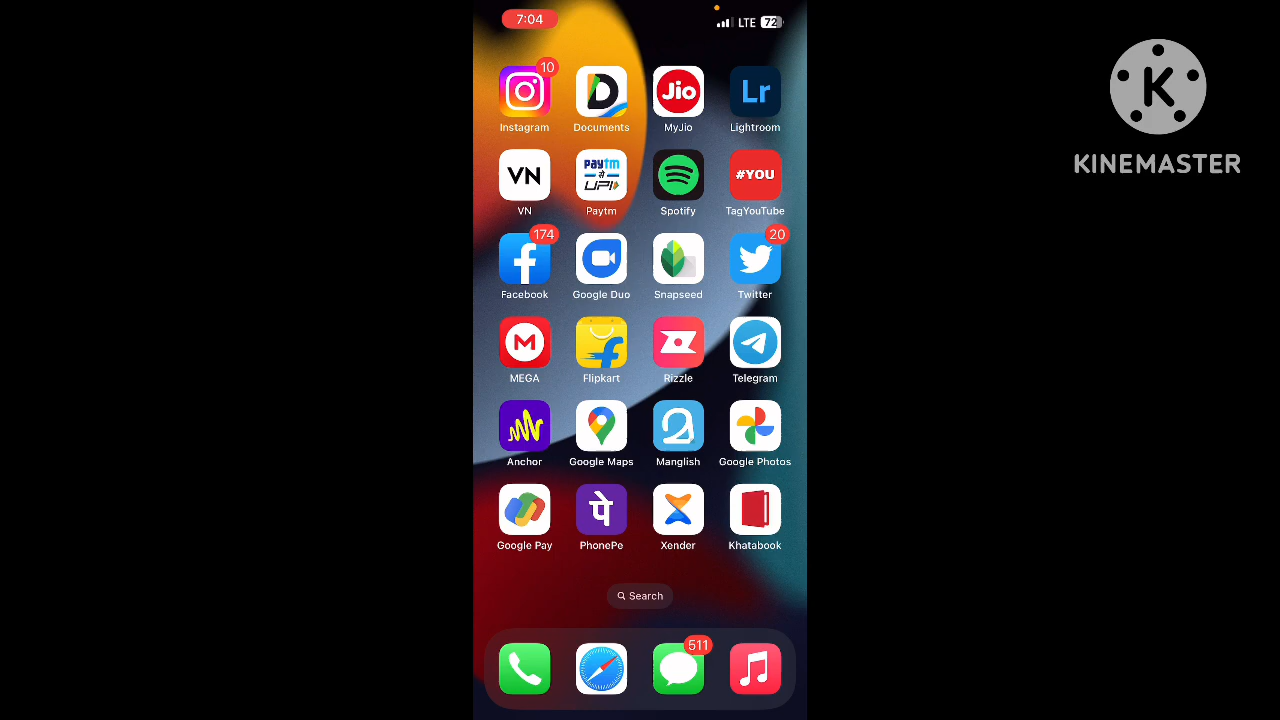 7:04
LTE 72
10
Instagram Documents MyJio Lightroom
Jio
Lr
VN
paytm
से
UPI
#YOU
VN Paytm Spotify TagYouTube
174
20
Facebook Google Duo Snapseed Twitter
M
MEGA Flipkart Rizzle Telegram
Anchor Google Maps Manglish Google Photos
पे
Google Pay PhonePe Xender Khatabook
Search
511
K
KINEMASTER